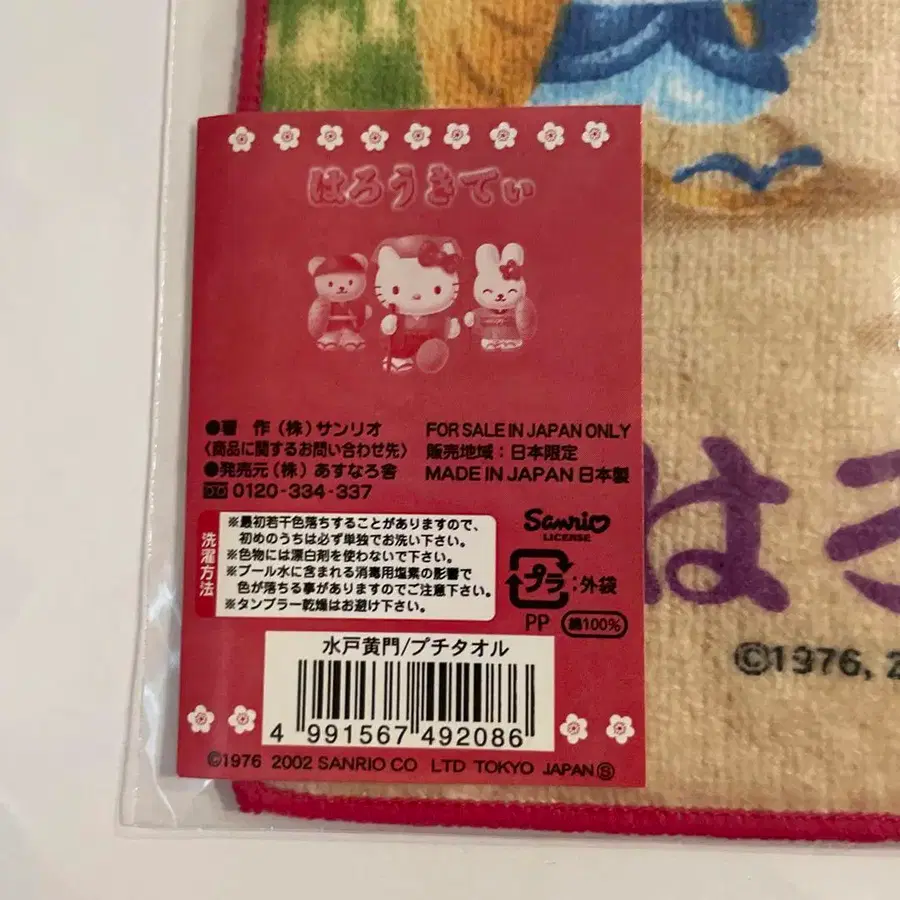 はろうきてぃ
●著 作(株)サンリオ
〈商品に関するお問い合わせ先〉
●発売元(株)あすなろ舎
0120-334-337
FOR SALE IN JAPAN ONLY
販売地域：日本限定
MADE IN JAPAN 日本製
洗濯方法
※最初若干色落ちすることがありますので、
初めのうちは必ず単独でお洗い下さい。
※色物には漂白剤を使わないで下さい。
※プール水に含まれる消毒用塩素の影響で
色が落ちる事がありますのでご注意下さい。
※タンブラー乾燥はお避け下さい。
Sanrio
LICENSE
プラ:外袋
PP 綿100%
水戸黄門/プチタオル
4 991567 492086
©1976 2002 SANRIO CO LTD TOKYO JAPAN Ⓢ
はろ
©1976, 2